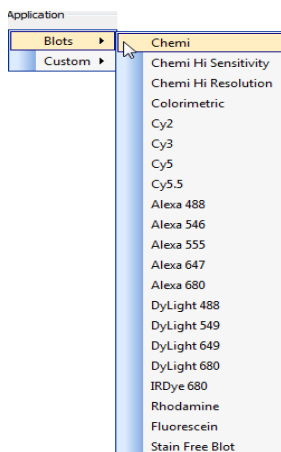 Application
Blots
Custom
Chemi
Chemi Hi Sensitivity
Chemi Hi Resolution
Colorimetric
Cy2
Cy3
Cy5
Cy5.5
Alexa 488
Alexa 546
Alexa 555
Alexa 647
Alexa 680
DyLight 488
DyLight 549
DyLight 649
DyLight 680
IRDye 680
Rhodamine
Fluorescein
Stain Free Blot